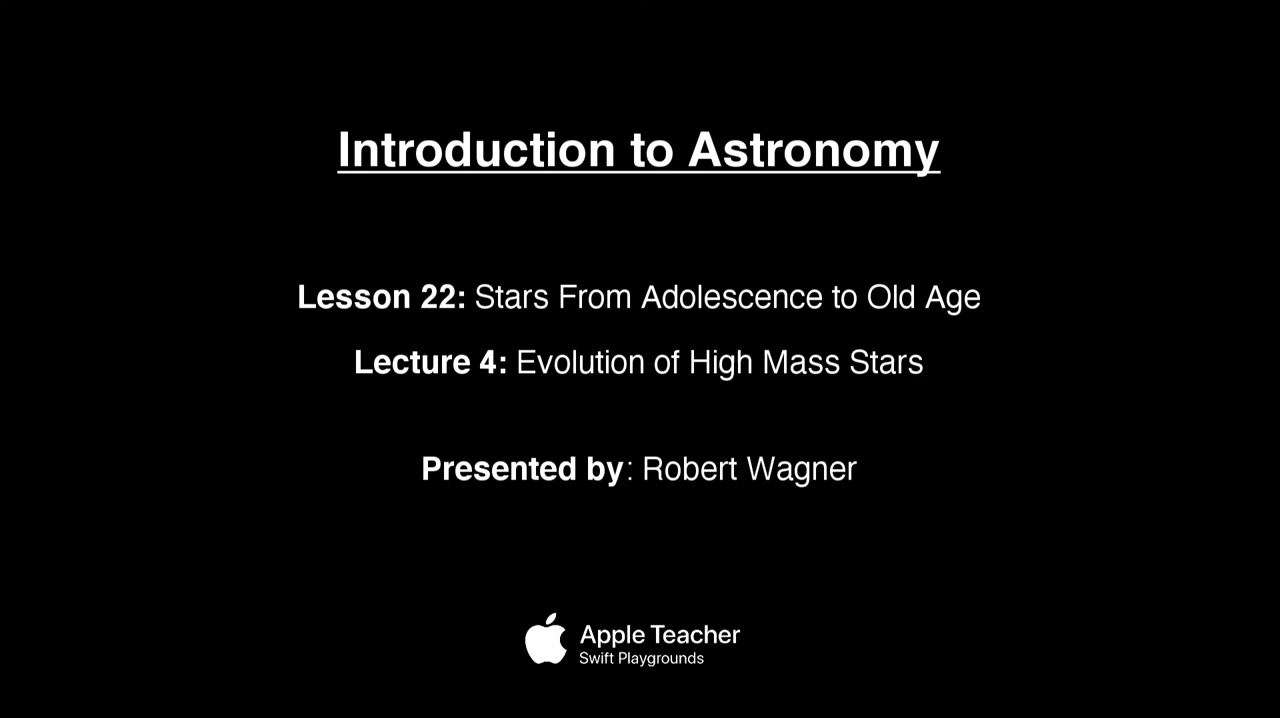 Introduction to Astronomy
Lesson 22: Stars From Adolescence to Old Age
Lecture 4: Evolution of High Mass Stars
Presented by: Robert Wagner
Apple Teacher
Swift Playgrounds